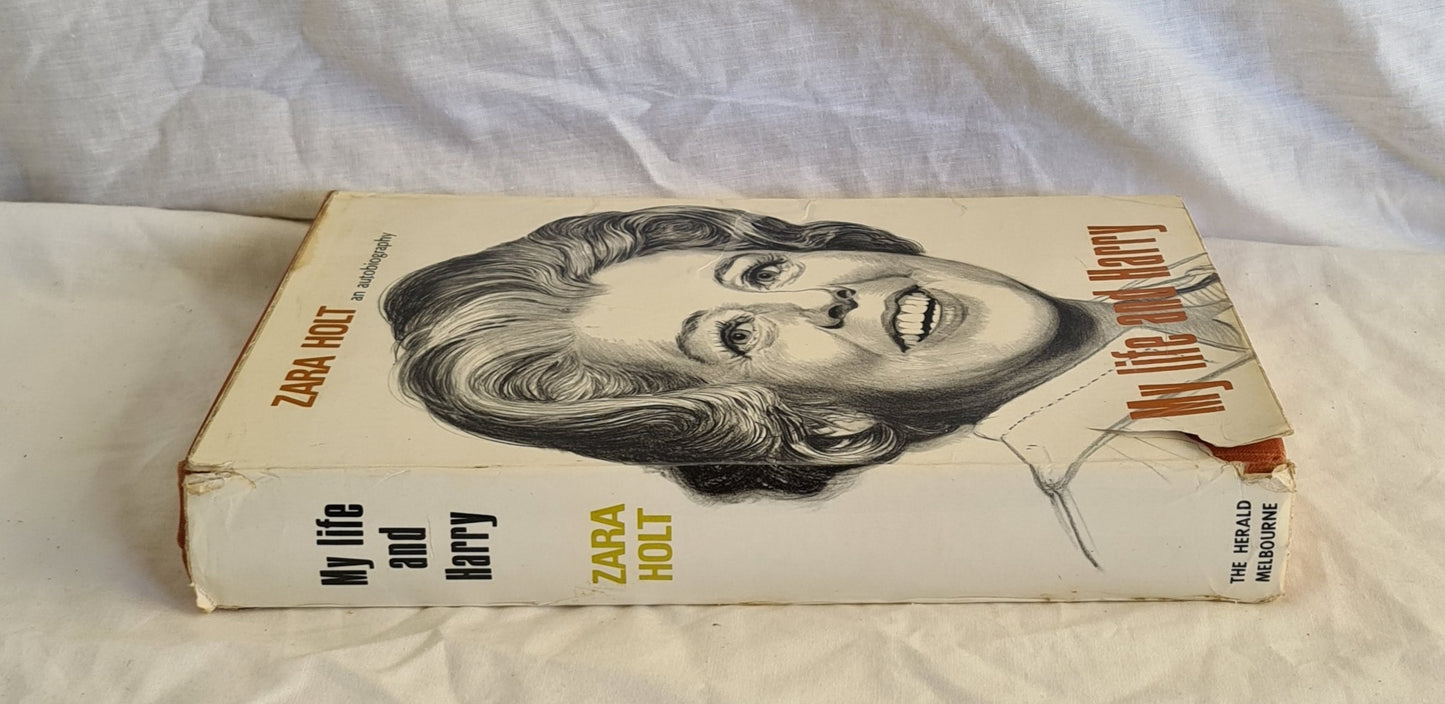 ZARA HOLT
an autobiography
My life and Harry
My life
and
Harry
ZARA
HOLT
THE HERALD
MELBOURNE